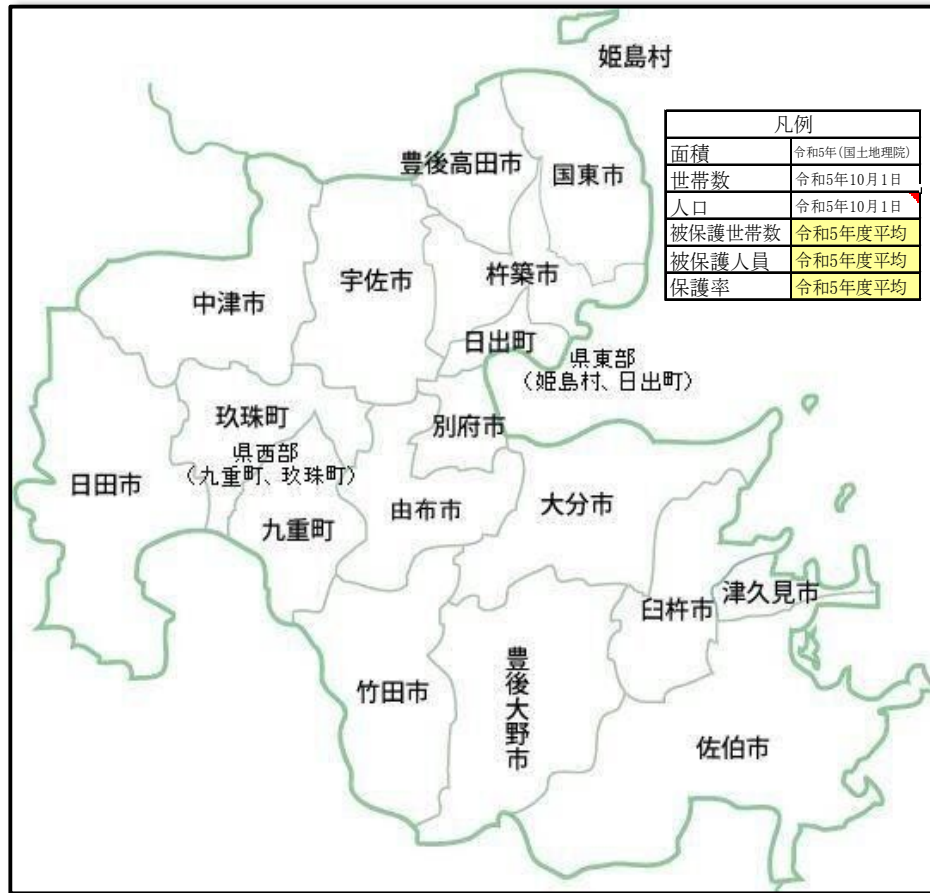 姫島村
凡例
面積 令和5年(国土地理院)
世帯数 令和5年10月1日
人口 令和5年10月1日
被保護世帯数 令和5年度平均
被保護人員 令和5年度平均
保護率 令和5年度平均
豊後高田市
国東市
中津市
宇佐市
杵築市
日出町
県東部
（姫島村、日出町）
玖珠町
別府市
県西部
（九重町、玖珠町）
日田市
九重町
由布市
大分市
臼杵市
津久見市
竹田市
豊後大野市
佐伯市